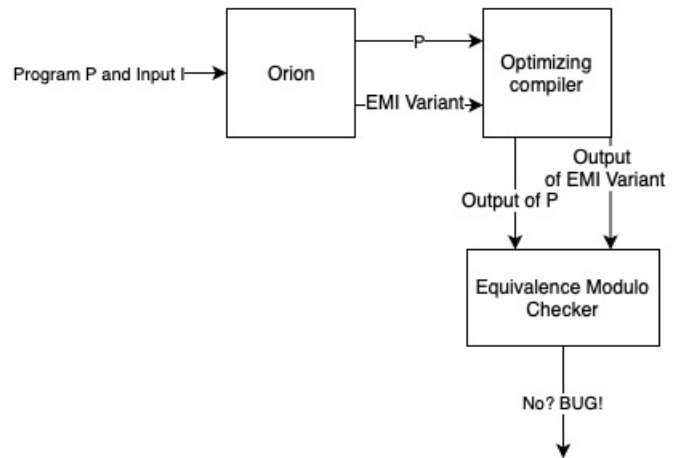 Program P and Input I
Orion
P
EMI Variant
Optimizing
compiler
Output of P
Output
of EMI Variant
Equivalence Modulo
Checker
No? BUG!